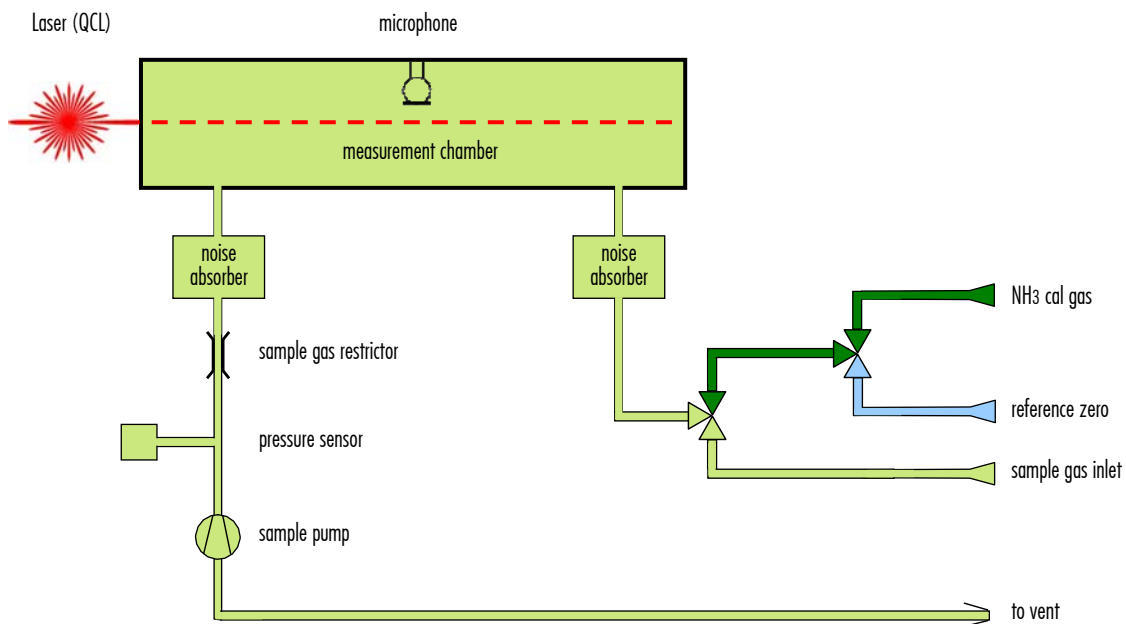 Laser (QCL)
microphone
measurement chamber
noise
absorber
noise
absorber
NH3 cal gas
sample gas restrictor
reference zero
pressure sensor
sample gas inlet
sample pump
to vent